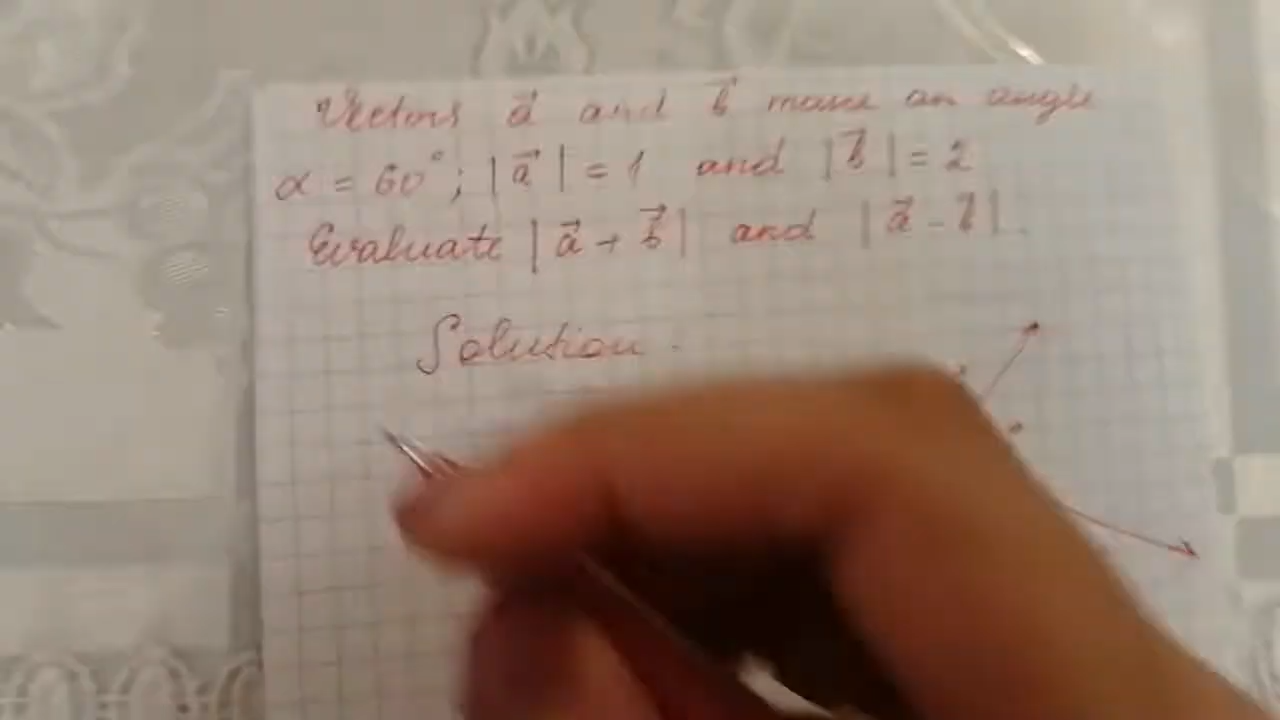 Vectors a⃗ and b⃗ make an angle
α = 60°; |a⃗| = 1 and |b⃗| = 2
Evaluate |a⃗ + b⃗| and |a⃗ - b⃗|.
Solution.